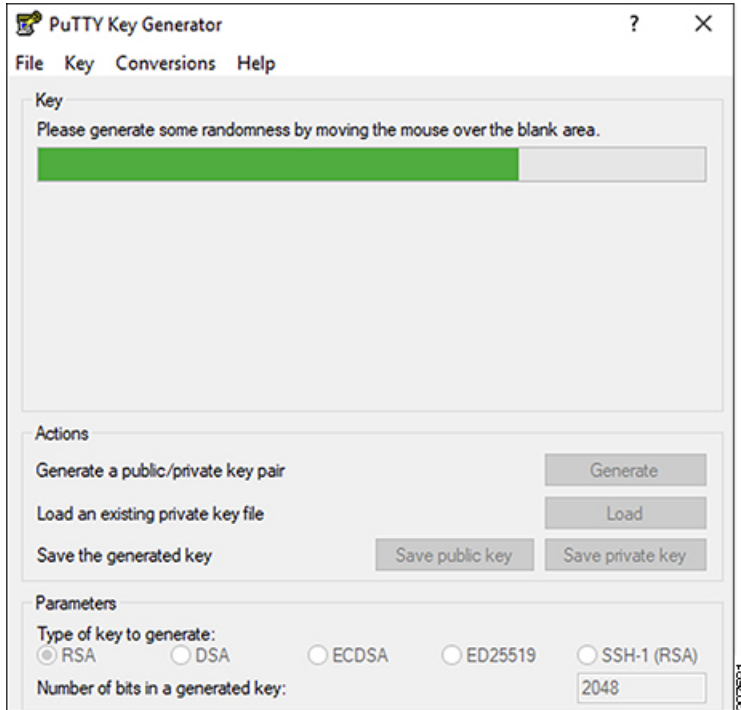 PuTTY Key Generator
? ×
File Key Conversions Help
Key
Please generate some randomness by moving the mouse over the blank area.
Actions
Generate a public/private key pair
Generate
Load an existing private key file
Load
Save the generated key
Save public key
Save private key
Parameters
Type of key to generate:
RSA DSA ECDSA ED25519 SSH-1 (RSA)
Number of bits in a generated key:
2048